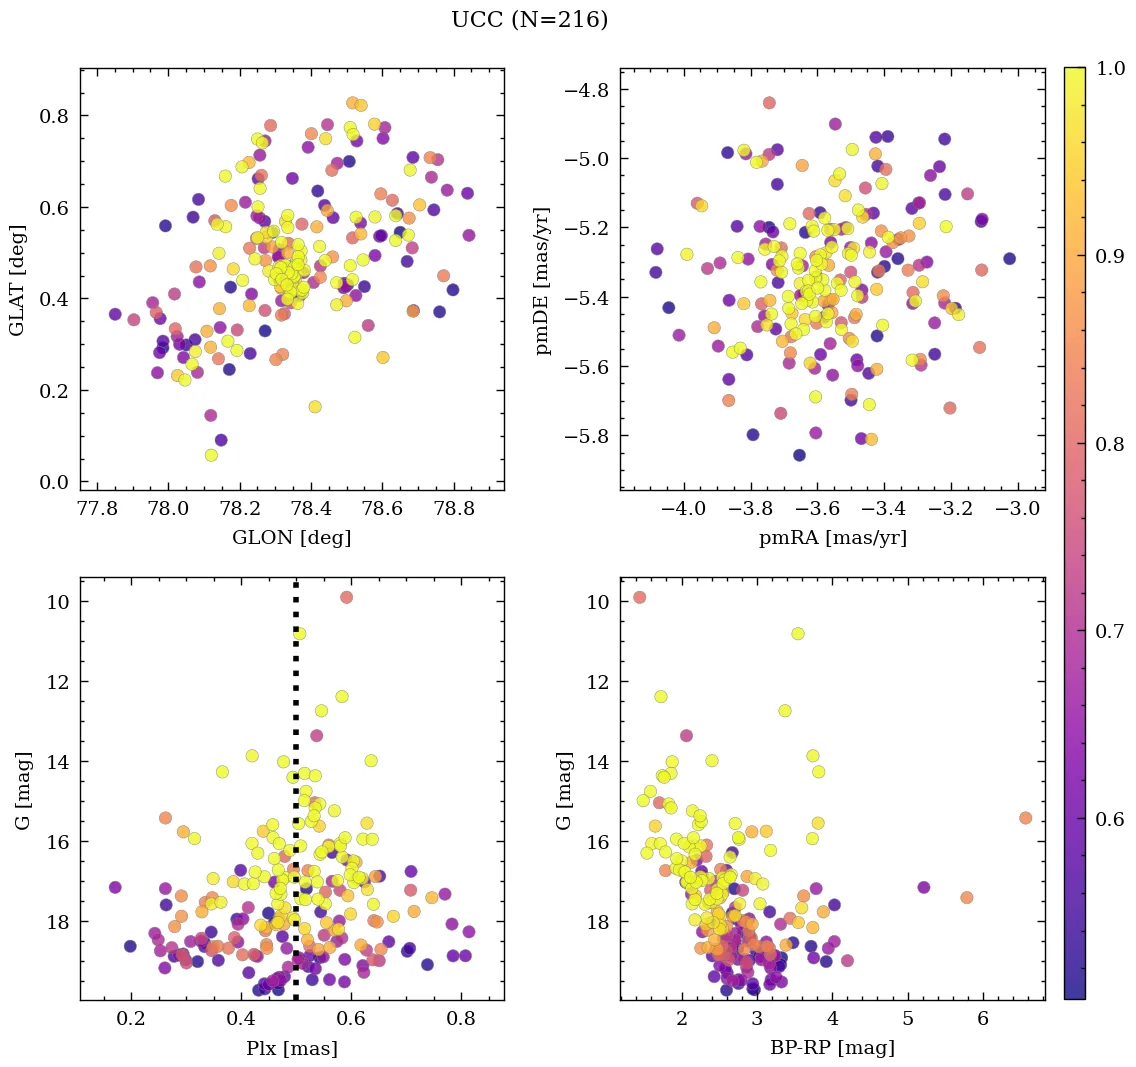 UCC (N=216)
0.8
0.6
0.4
0.2
0.0
GLAT [deg]
77.8 78.0 78.2 78.4 78.6 78.8
GLON [deg]
−4.8
−5.0
−5.2
−5.4
−5.6
−5.8
pmDE [mas/yr]
−4.0 −3.8 −3.6 −3.4 −3.2 −3.0
pmRA [mas/yr]
10
12
14
16
18
G [mag]
0.2 0.4 0.6 0.8
Plx [mas]
10
12
14
16
18
G [mag]
2 3 4 5 6
BP-RP [mag]
1.0
0.9
0.8
0.7
0.6